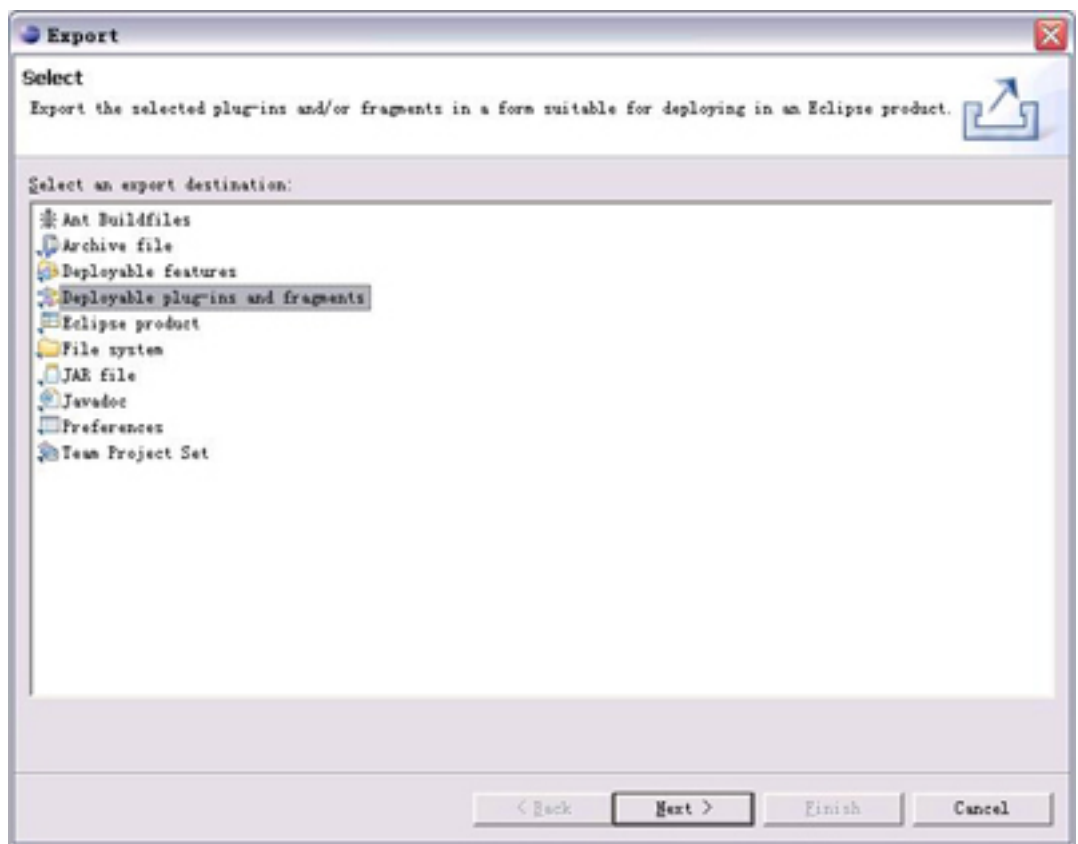 Export
Select
Export the selected plug-ins and/or fragments in a form suitable for deploying in an Eclipse product.
Select an export destination:
Ant Buildfiles
Archive file
Deployable features
Deployable plug-ins and fragments
Eclipse product
File system
JAR file
Javadoc
Preferences
Team Project Set
< Back
Next >
Finish
Cancel